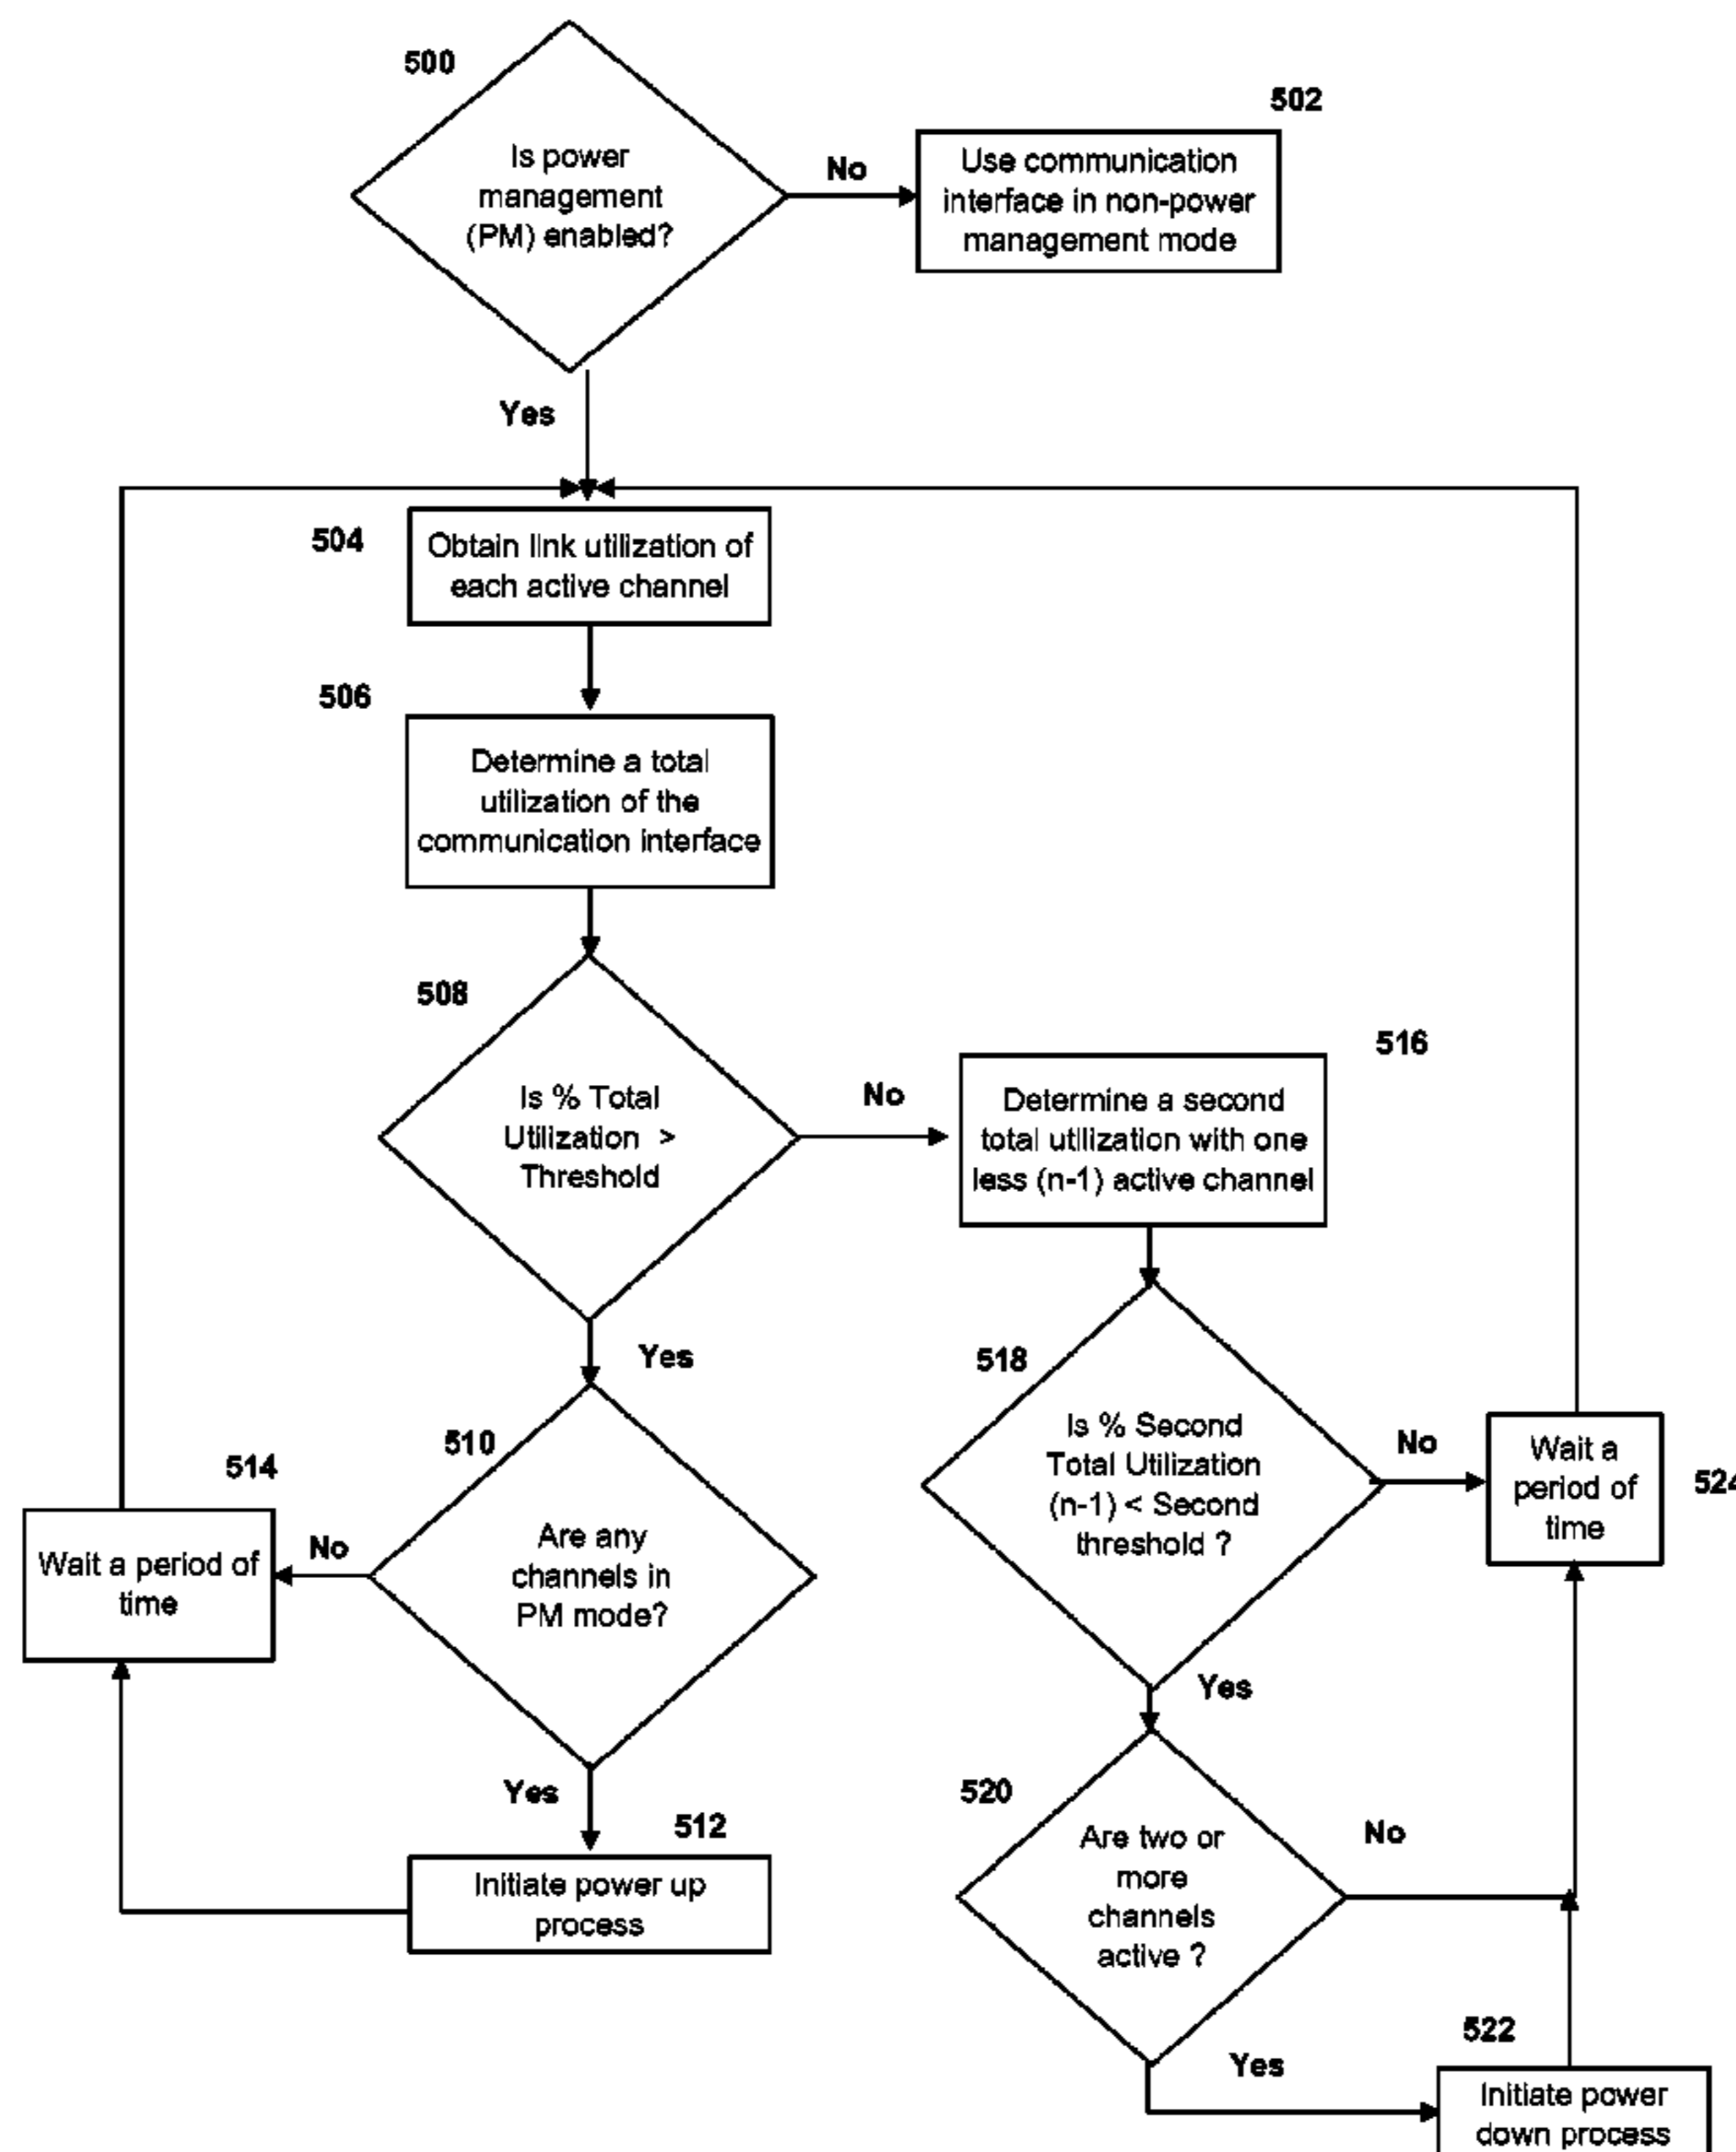 500
Is power
management
(PM) enabled?
No
502
Use communication
interface in non-power
management mode
Yes
504
Obtain link utilization of
each active channel
506
Determine a total
utilization of the
communication interface
508
Is % Total
Utilization >
Threshold
No
516
Determine a second
total utilization with one
less (n-1) active channel
Yes
518
Is % Second
Total Utilization
(n-1) < Second
threshold ?
No
Wait a
period of
time
524
510
Are any
channels in
PM mode?
No
514
Wait a period of
time
Yes
512
Initiate power up
process
Yes
520
Are two or
more
channels
active ?
No
Yes
522
Initiate power
down process